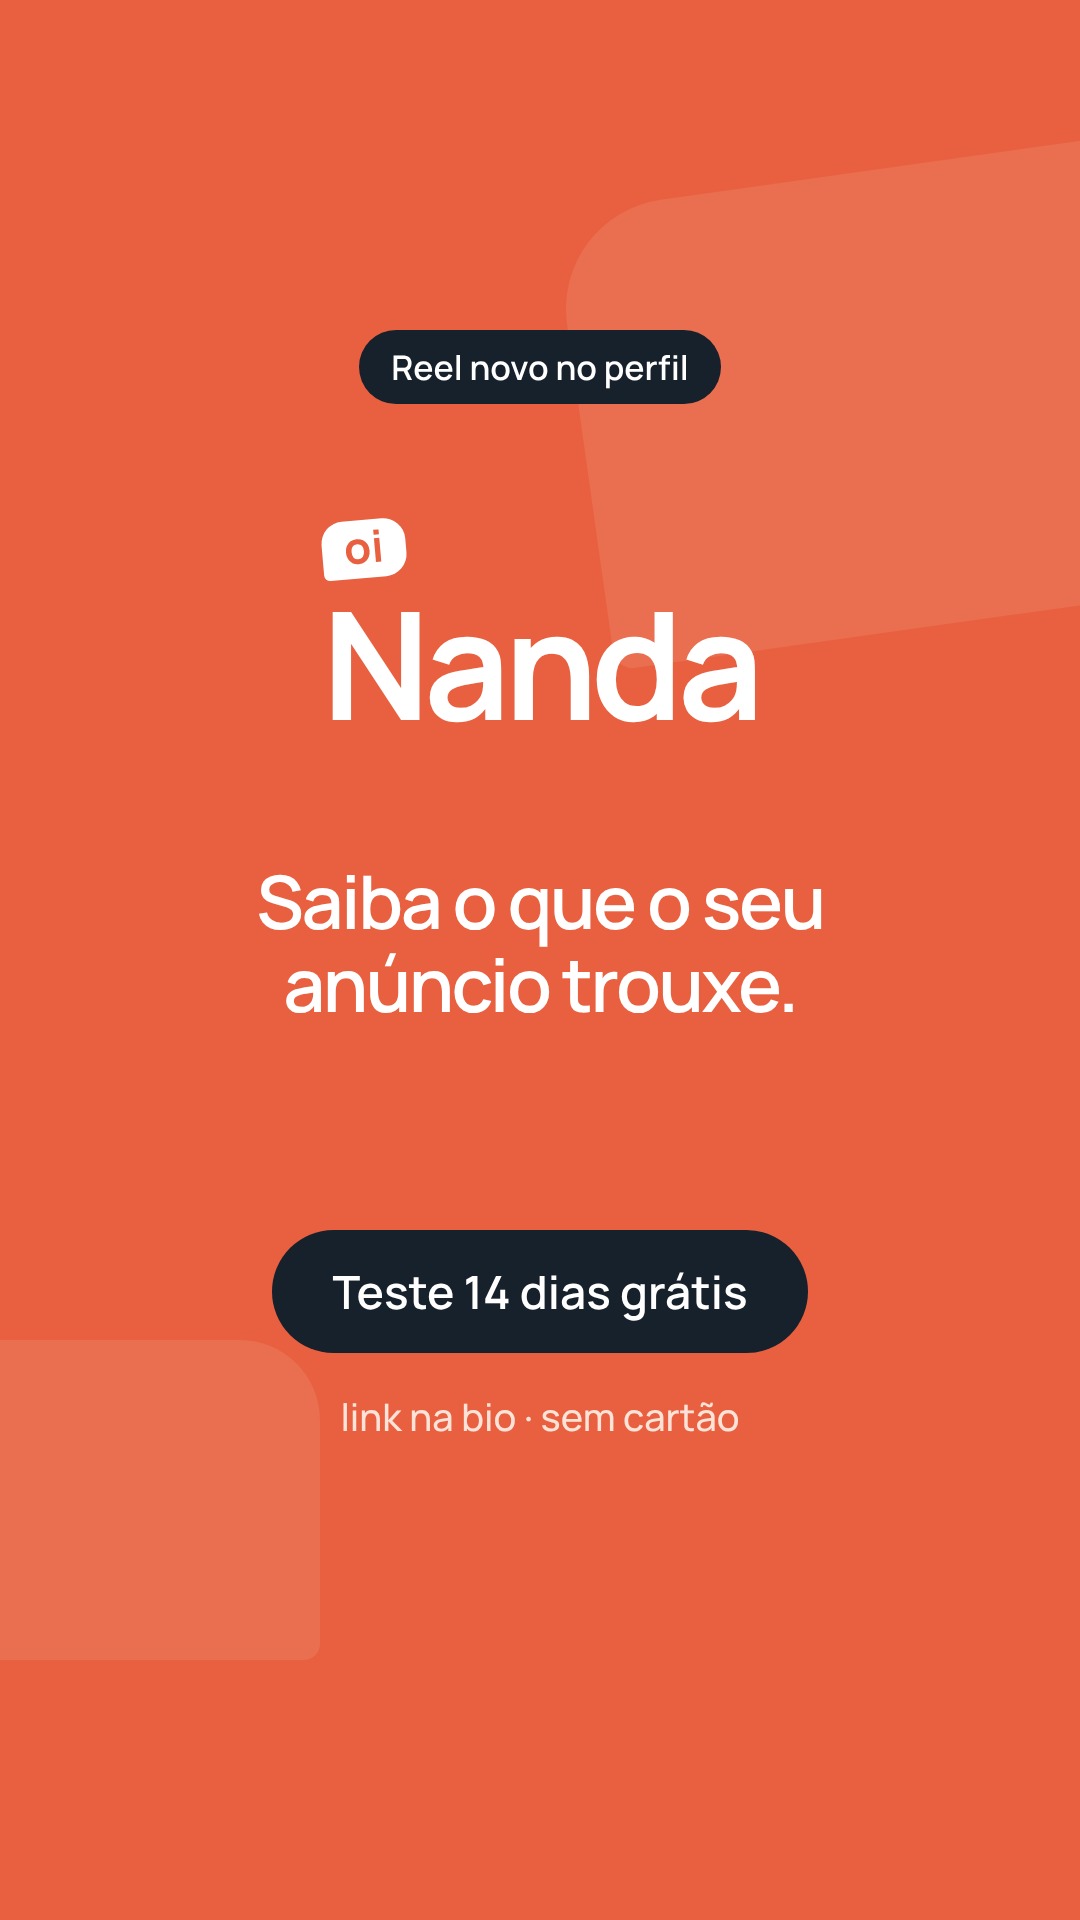 Reel novo no perfil
oi
Nanda
Saiba o que o seu
anúncio trouxe.
Teste 14 dias grátis
link na bio · sem cartão